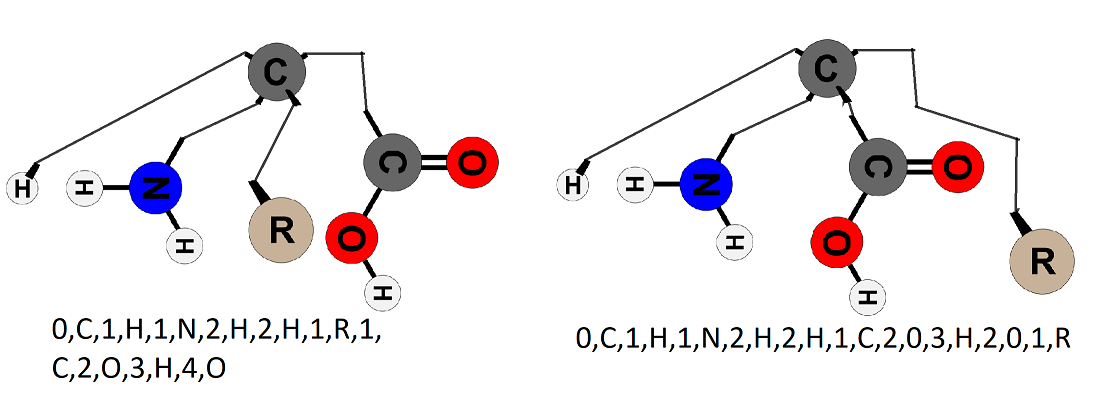 C
C
O
H
H
N
R
O
H
H
0,C,1,H,1,N,2,H,2,H,1,R,1,
C,2,O,3,H,4,O
C
C
O
H
H
N
O
H
R
H
0,C,1,H,1,N,2,H,2,H,1,C,2,0,3,H,2,0,1,R